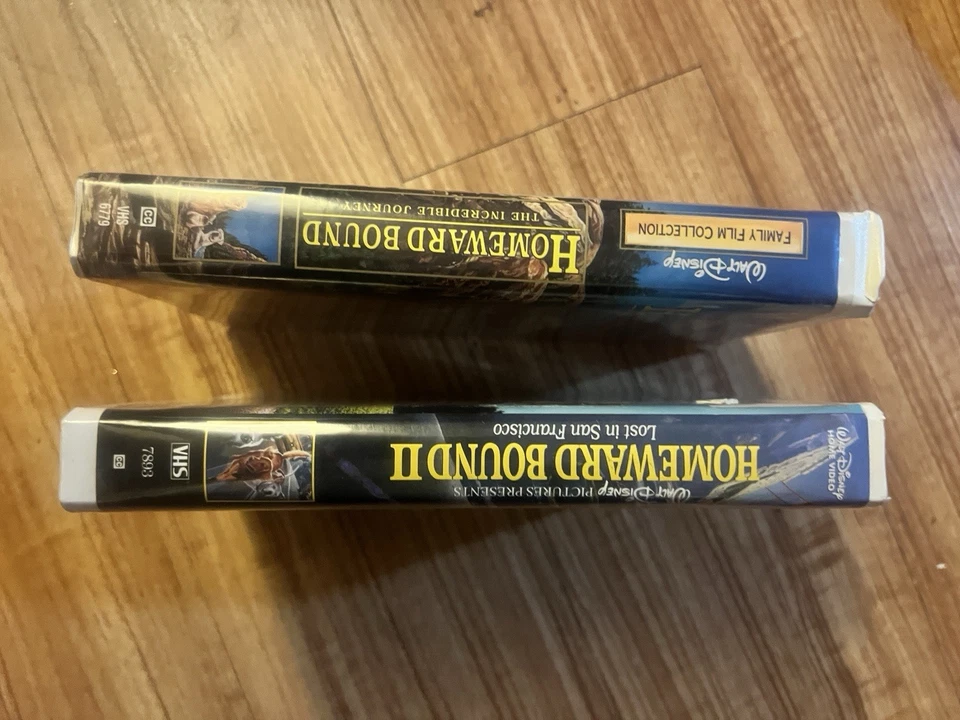 WALT DISNEY
FAMILY FILM COLLECTION
HOMEWARD BOUND
THE INCREDIBLE JOURNEY
CC
VHS
6779
WALT DISNEY
HOME VIDEO
WALT DISNEY PICTURES PRESENTS
HOMEWARD BOUND II
Lost in San Francisco
VHS
7893
CC